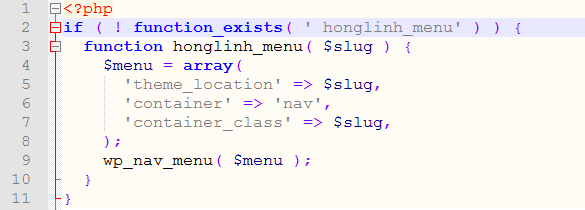 1 <?php
2 if ( ! function_exists( ' honglinh_menu' ) ) {
3 function honglinh_menu( $slug ) {
4 $menu = array(
5 'theme_location' => $slug,
6 'container' => 'nav',
7 'container_class' => $slug,
8 );
9 wp_nav_menu( $menu );
10 }
11 }